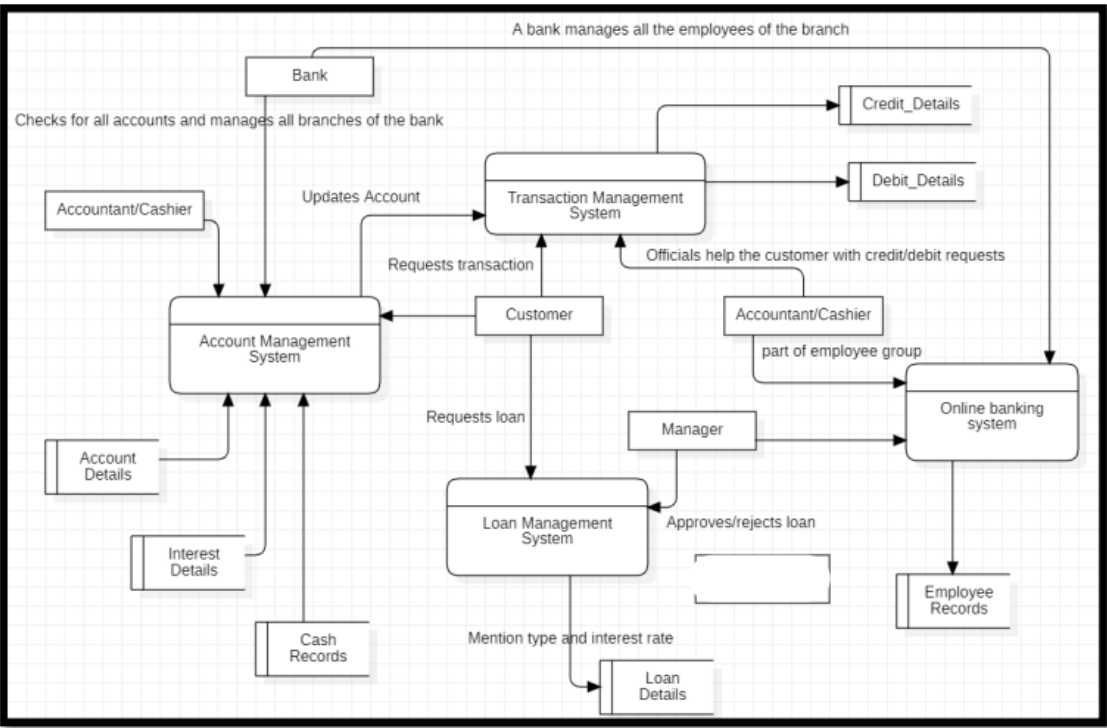 A bank manages all the employees of the branch
Bank
Credit_Details
Checks for all accounts and manages all branches of the bank
Debit_Details
Accountant/Cashier
Updates Account
Transaction Management
System
Requests transaction
Officials help the customer with credit/debit requests
Customer
Accountant/Cashier
Account Management
System
part of employee group
Online banking
system
Requests loan
Manager
Account
Details
Loan Management
System
Approves/rejects loan
Interest
Details
Employee
Records
Cash
Records
Mention type and interest rate
Loan
Details